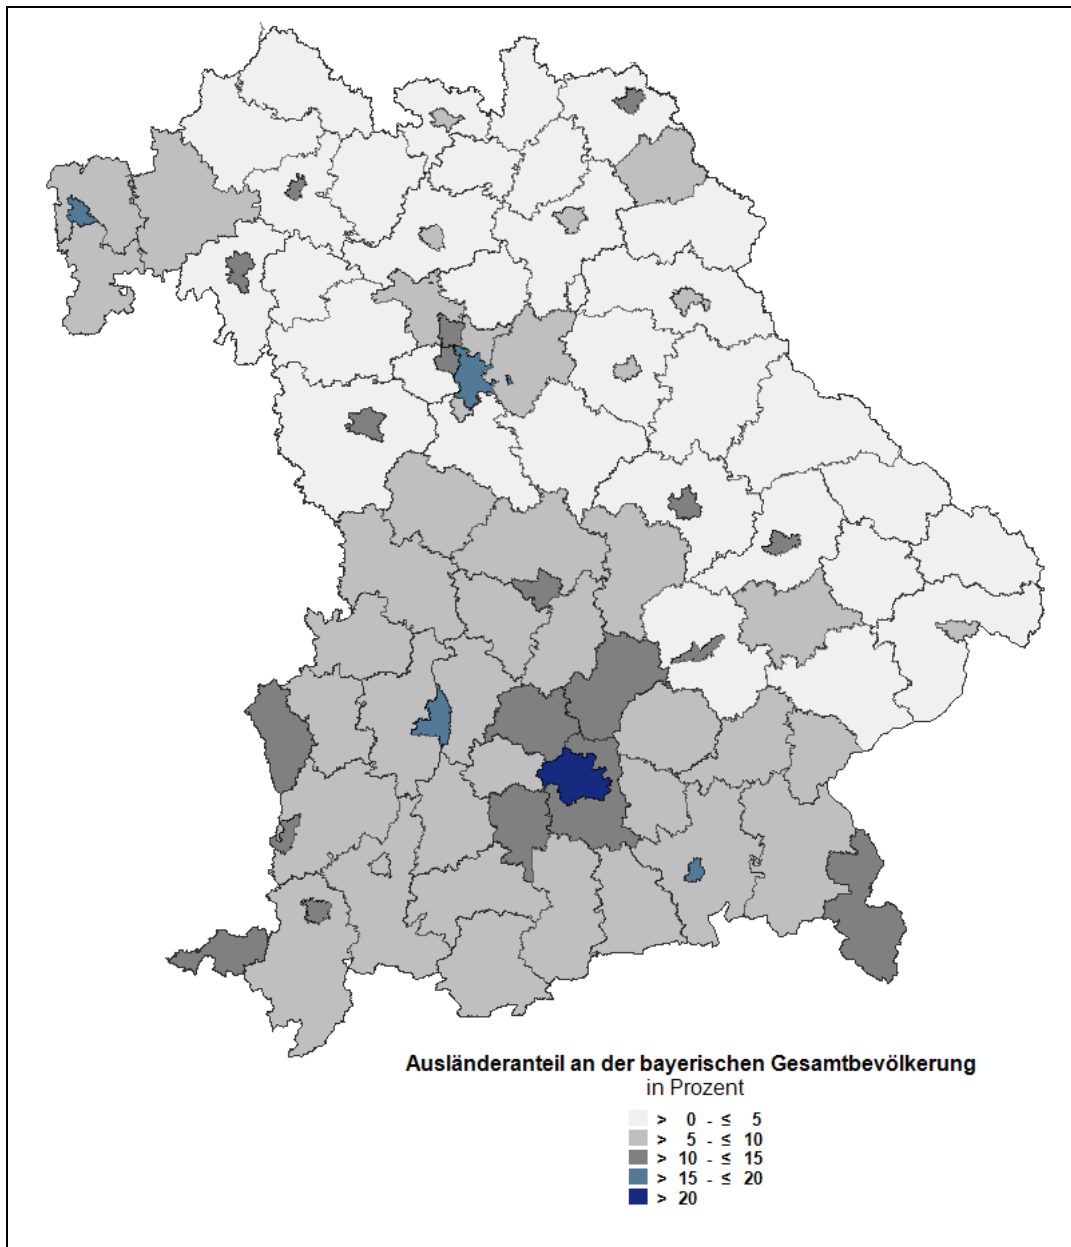 Ausländeranteil an der bayerischen Gesamtbevölkerung
in Prozent
> 0 - ≤ 5
> 5 - ≤ 10
> 10 - ≤ 15
> 15 - ≤ 20
> 20